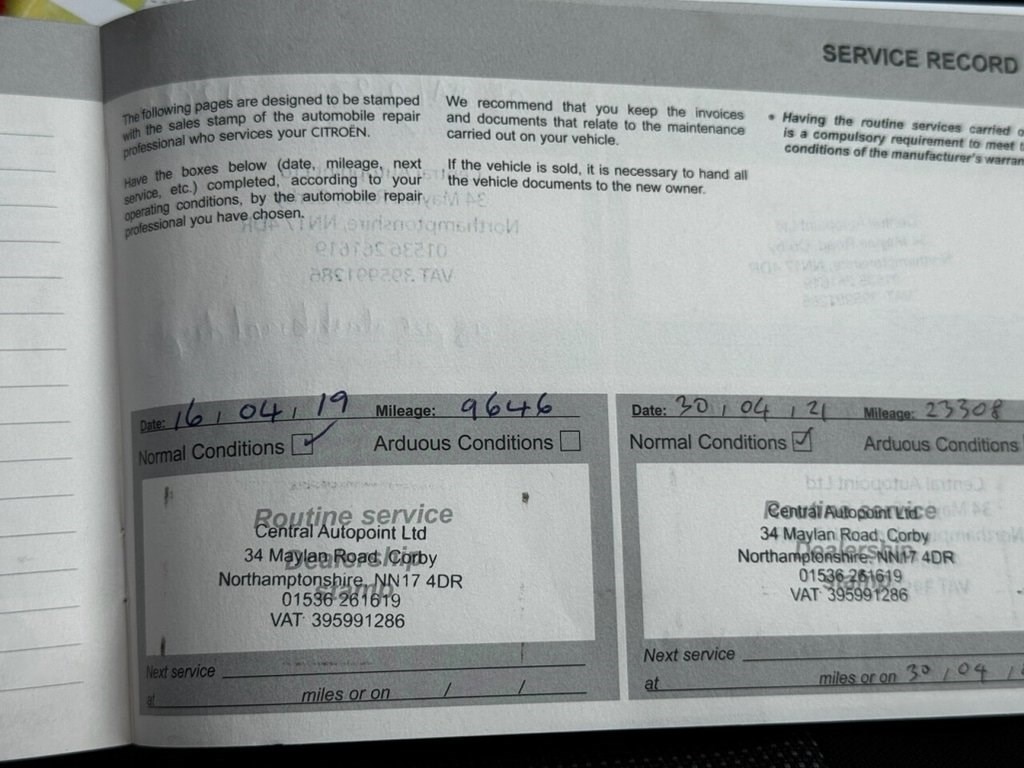 SERVICE RECORD
The following pages are designed to be stamped
with the sales stamp of the automobile repair
professional who services your CITROËN.
Have the boxes below (date, mileage, next
service, etc.) completed, according to your
operating conditions, by the automobile repair
professional you have chosen.
We recommend that you keep the invoices
and documents that relate to the maintenance
carried out on your vehicle.
If the vehicle is sold, it is necessary to hand all
the vehicle documents to the new owner.
• Having the routine services carried
is a compulsory requirement to meet
conditions of the manufacturer's
Date: 16 / 04 / 19 Mileage: 9646
Normal Conditions ☑ Arduous Conditions ☐
Routine service
Dealership
stamp
Central Autopoint Ltd
34 Maylan Road, Corby
Northamptonshire, NN17 4DR
01536 261619
VAT 395991286
Next service
at miles or on / /
Date: 30 / 04 / 21 Mileage: 23308
Normal Conditions ☑ Arduous Conditions
Routine service
Dealership
stamp
Central Autopoint Ltd
34 Maylan Road, Corby
Northamptonshire, NN17 4DR
01536 261619
VAT 395991286
Next service
at miles or on 30 / 04 /